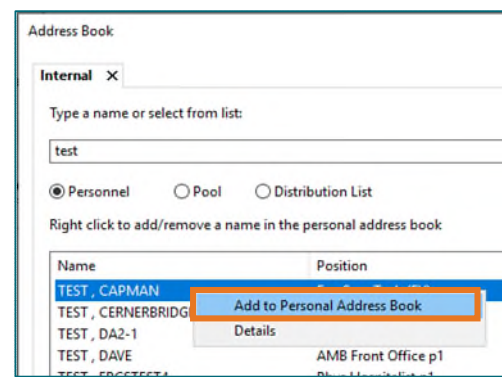 Address Book
Internal X
Type a name or select from list:
test
Personnel Pool Distribution List
Right click to add/remove a name in the personal address book
Name Position
TEST , CAPMAN
Add to Personal Address Book
TEST , CERNERBRIDG
TEST , DA2-1 Details
TEST , DAVE AMB Front Office p1